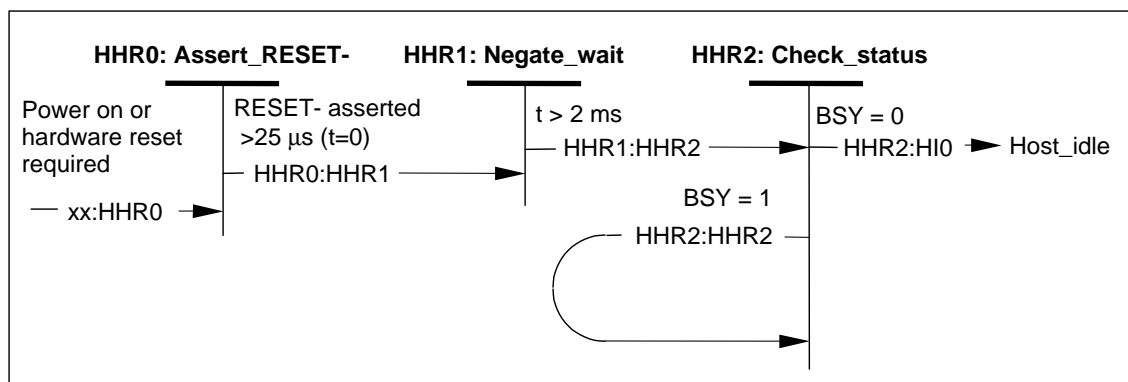 HHR0: Assert_RESET-
HHR1: Negate_wait
HHR2: Check_status
Power on or
hardware reset
required
xx:HHR0
RESET- asserted
>25 μs (t=0)
HHR0:HHR1
t > 2 ms
HHR1:HHR2
BSY = 0
HHR2:HI0
Host_idle
BSY = 1
HHR2:HHR2